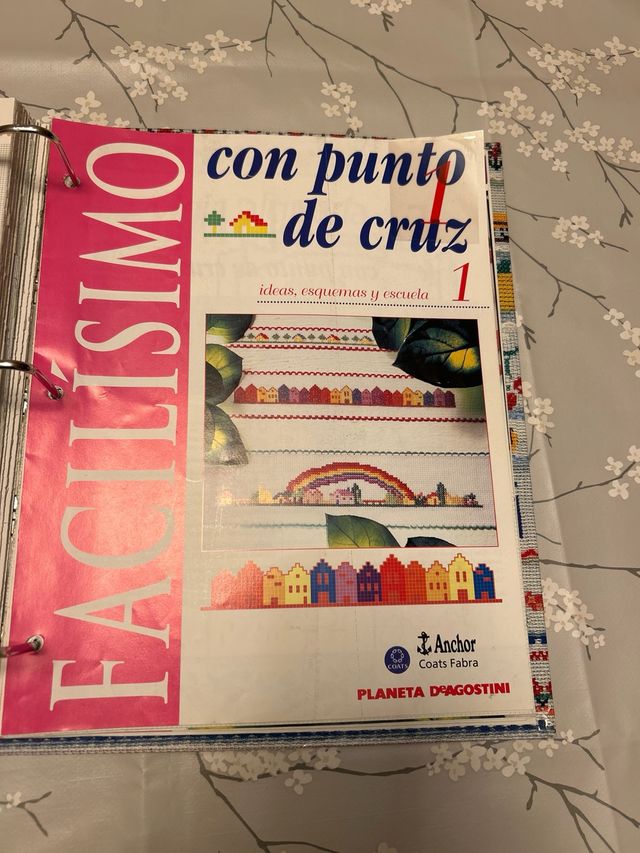 FACILÍSIMO
con punto
de cruz
1
ideas, esquemas y escuela 1
COATS
Anchor
Coats Fabra
PLANETA DeAGOSTINI